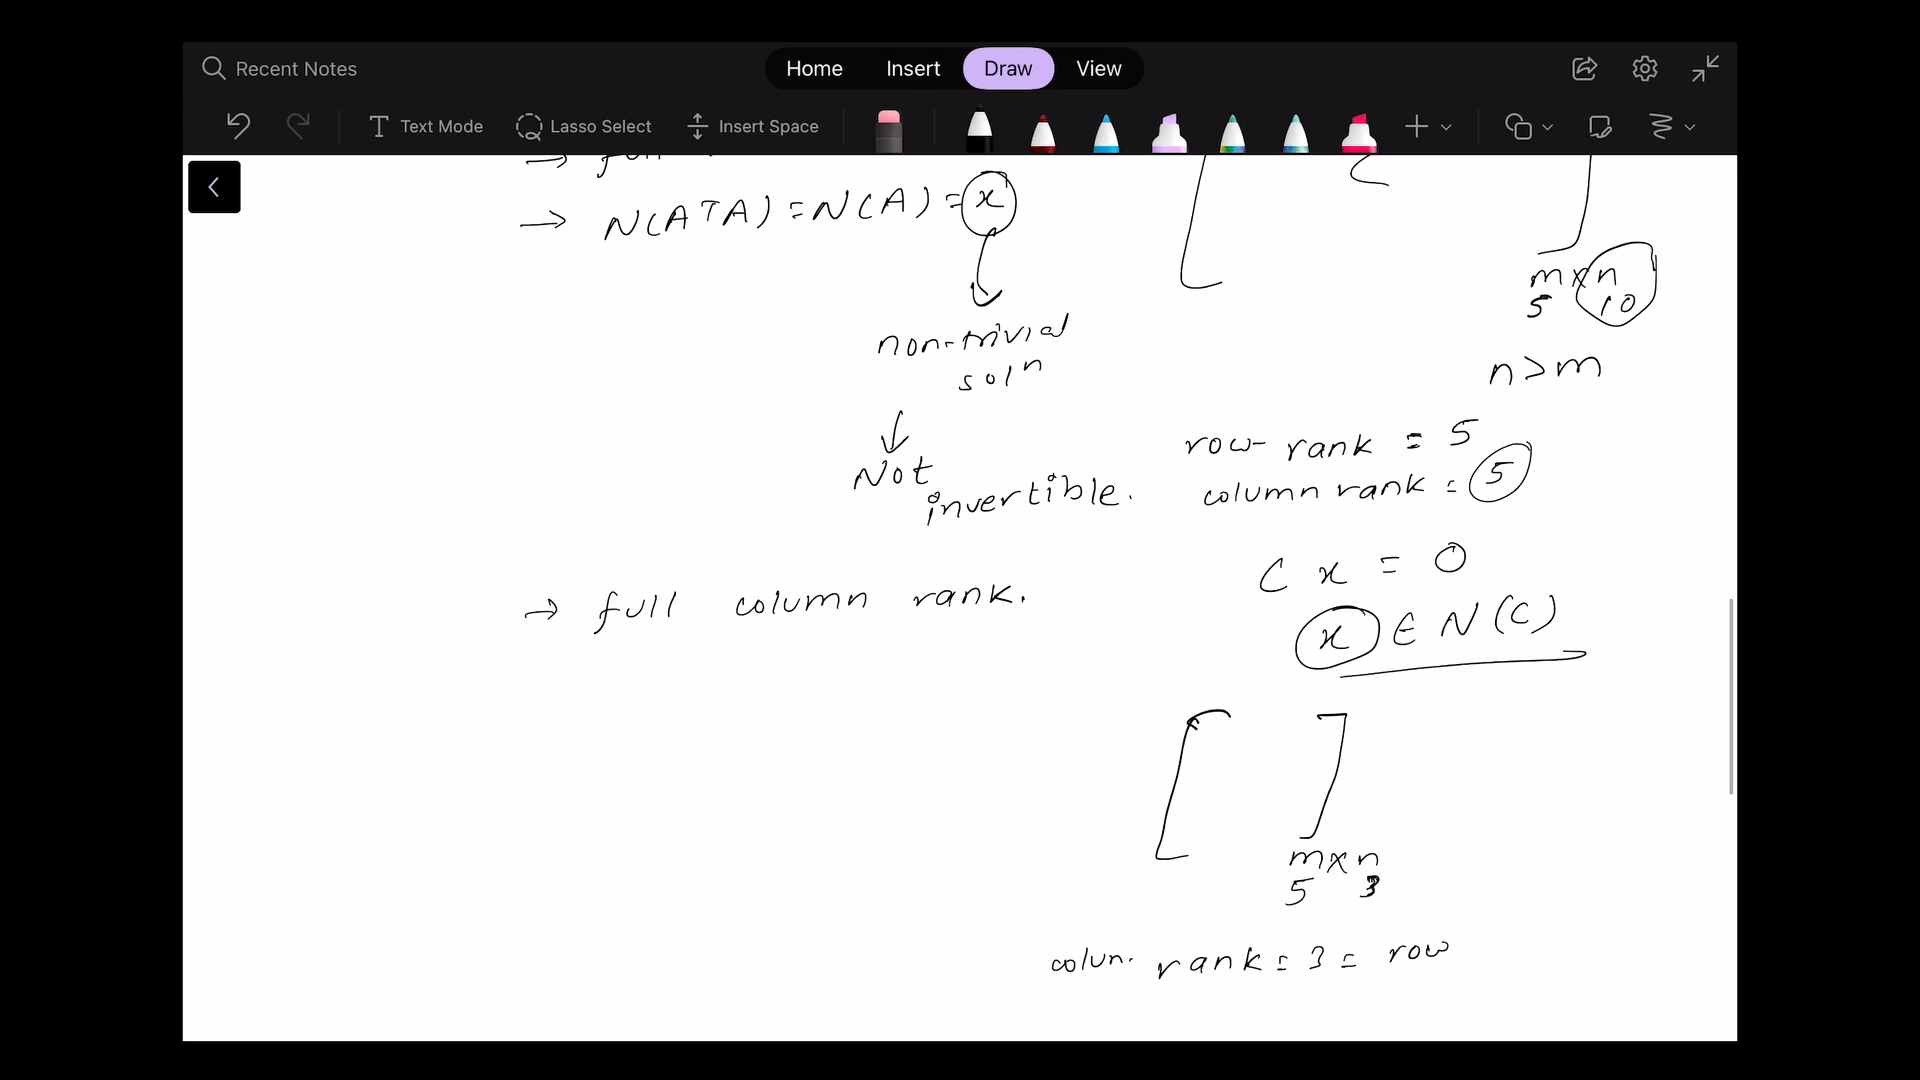 Recent Notes
Home Insert Draw View
Text Mode Lasso Select Insert Space
→ N(ATA) = N(A) = x
non-trivial
soln
Not
invertible.
→ full column rank.
m x n
5 10
n > m
row- rank = 5
column rank = 5
C x = 0
x ∈ N(C)
m x n
5 3
colun. rank = 3 = row